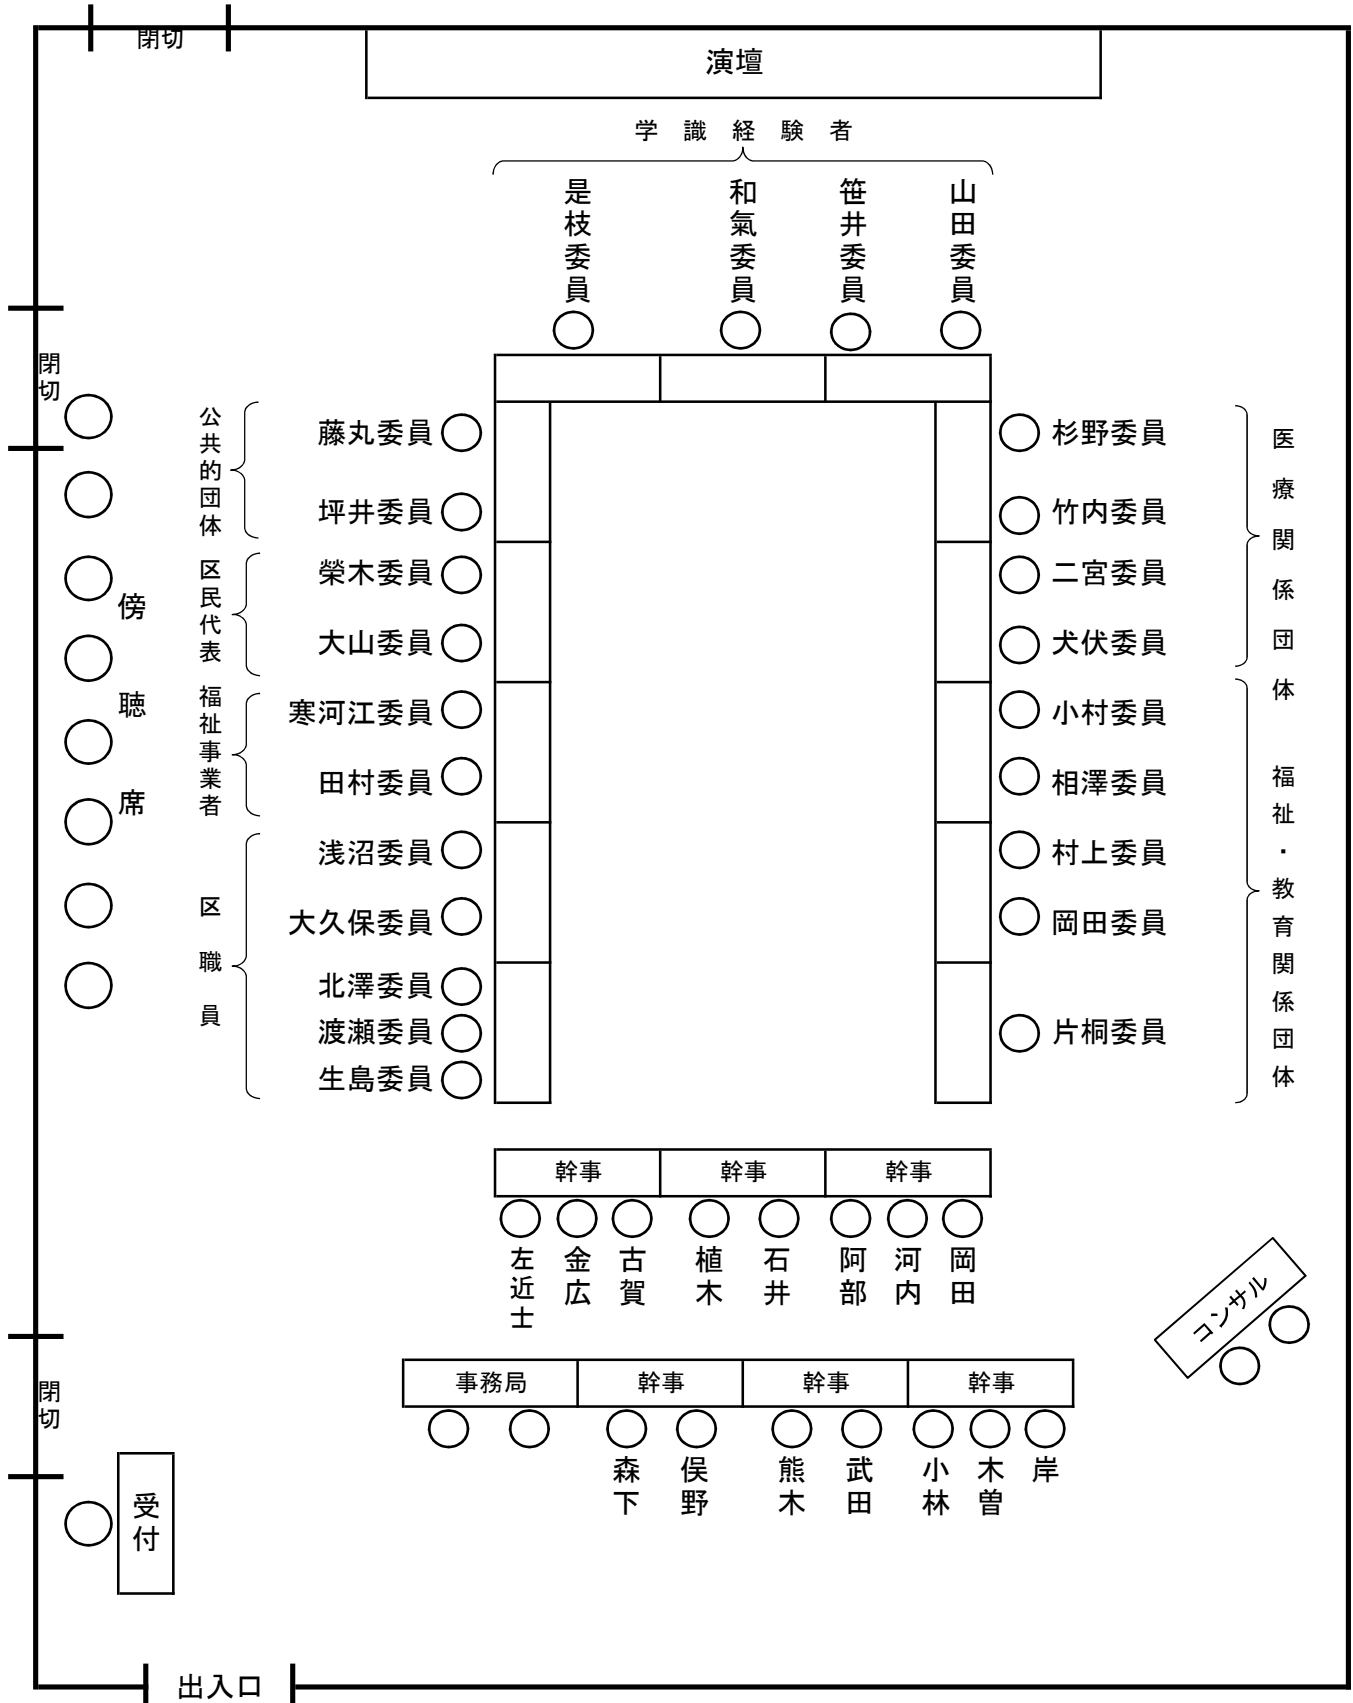 閉切
演壇
学識経験者
是枝委員
和氣委員
笹井委員
山田委員
閉切
公共的団体
藤丸委員
坪井委員
区民代表
榮木委員
大山委員
福祉事業者
寒河江委員
田村委員
区職員
浅沼委員
大久保委員
北澤委員
渡瀬委員
生島委員
傍聴席
杉野委員
竹内委員
二宮委員
犬伏委員
医療関係団体
小村委員
相澤委員
村上委員
岡田委員
片桐委員
福祉・教育関係団体
幹事
幹事
幹事
左近士
金広
古賀
植木
石井
阿部
河内
岡田
コンサル
事務局
幹事
幹事
幹事
森下
俣野
熊木
武田
小林
木曽
岸
閉切
受付
出入口